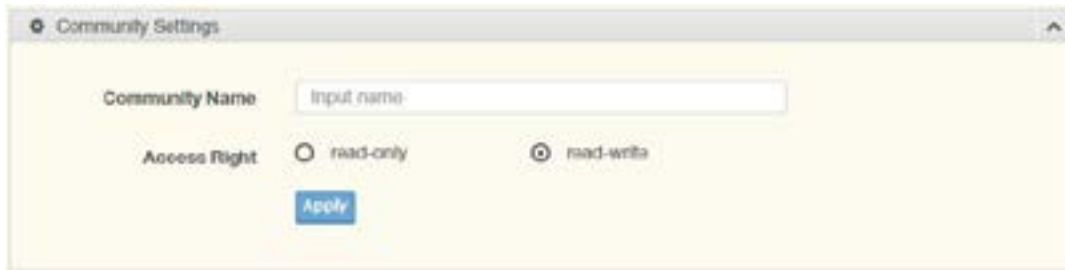 Community Settings
Community Name Input name
Access Right read-only read-write
Apply